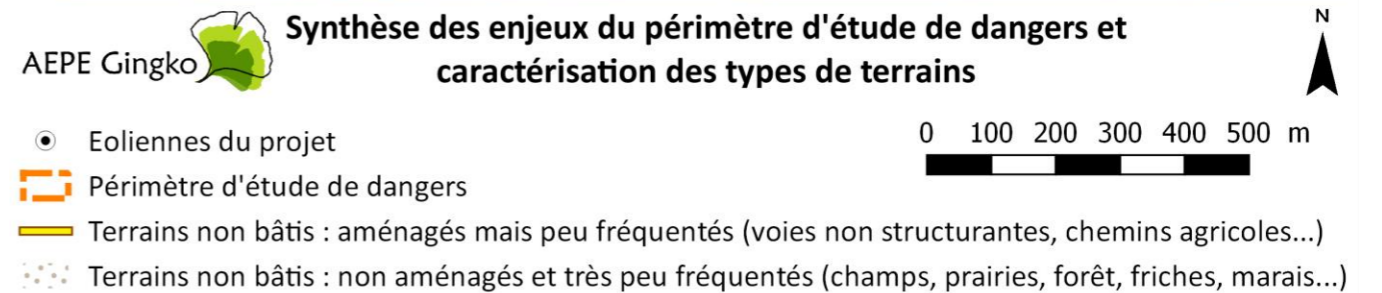 Synthèse des enjeux du périmètre d'étude de dangers et
caractérisation des types de terrains
AEPE Gingko
N
Eoliennes du projet
0 100 200 300 400 500 m
Périmètre d'étude de dangers
Terrains non bâtis : aménagés mais peu fréquentés (voies non structurantes, chemins agricoles...)
Terrains non bâtis : non aménagés et très peu fréquentés (champs, prairies, forêt, friches, marais...)